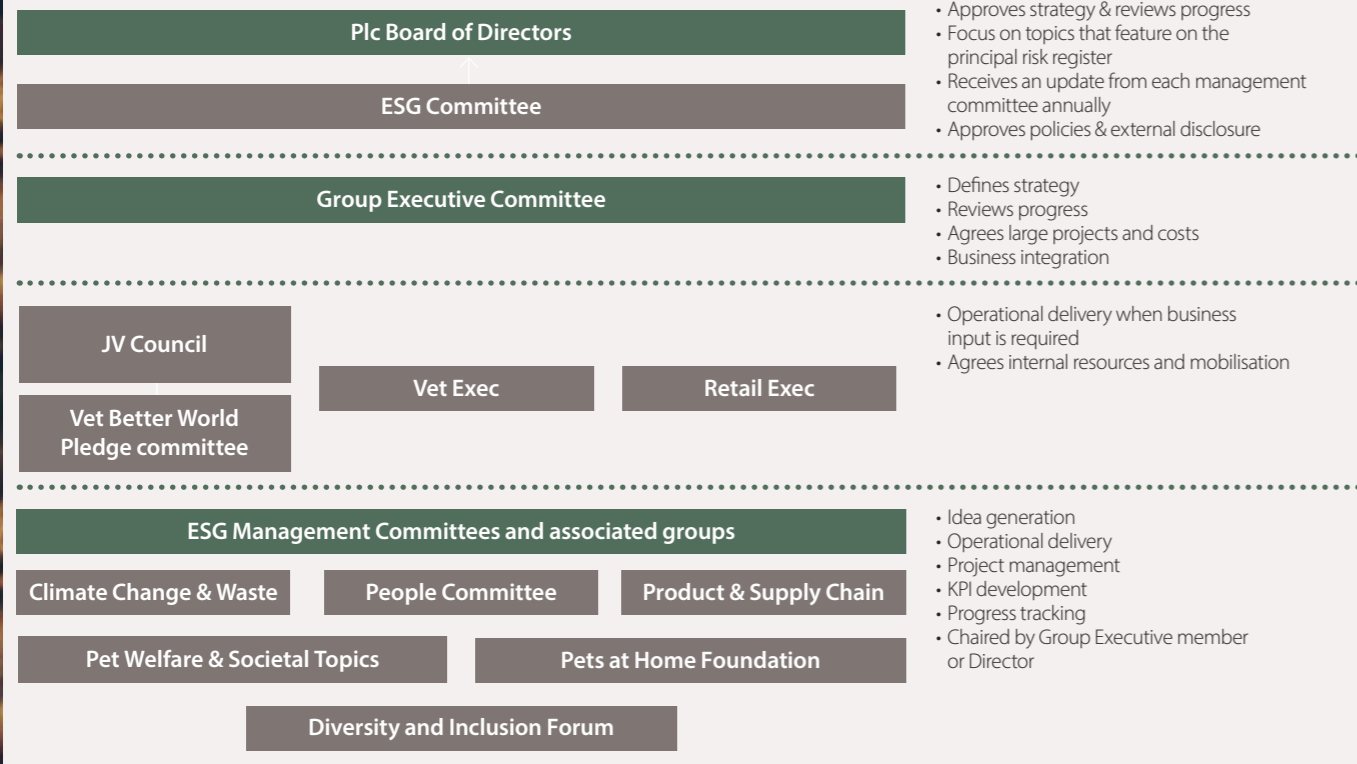 Plc Board of Directors
ESG Committee
• Approves strategy & reviews progress
• Focus on topics that feature on the
principal risk register
• Receives an update from each management
committee annually
• Approves policies & external disclosure
Group Executive Committee
• Defines strategy
• Reviews progress
• Agrees large projects and costs
• Business integration
JV Council
Vet Better World
Pledge committee
Vet Exec
Retail Exec
• Operational delivery when business
input is required
• Agrees internal resources and mobilisation
ESG Management Committees and associated groups
Climate Change & Waste
People Committee
Product & Supply Chain
Pet Welfare & Societal Topics
Pets at Home Foundation
Diversity and Inclusion Forum
• Idea generation
• Operational delivery
• Project management
• KPI development
• Progress tracking
• Chaired by Group Executive member
or Director